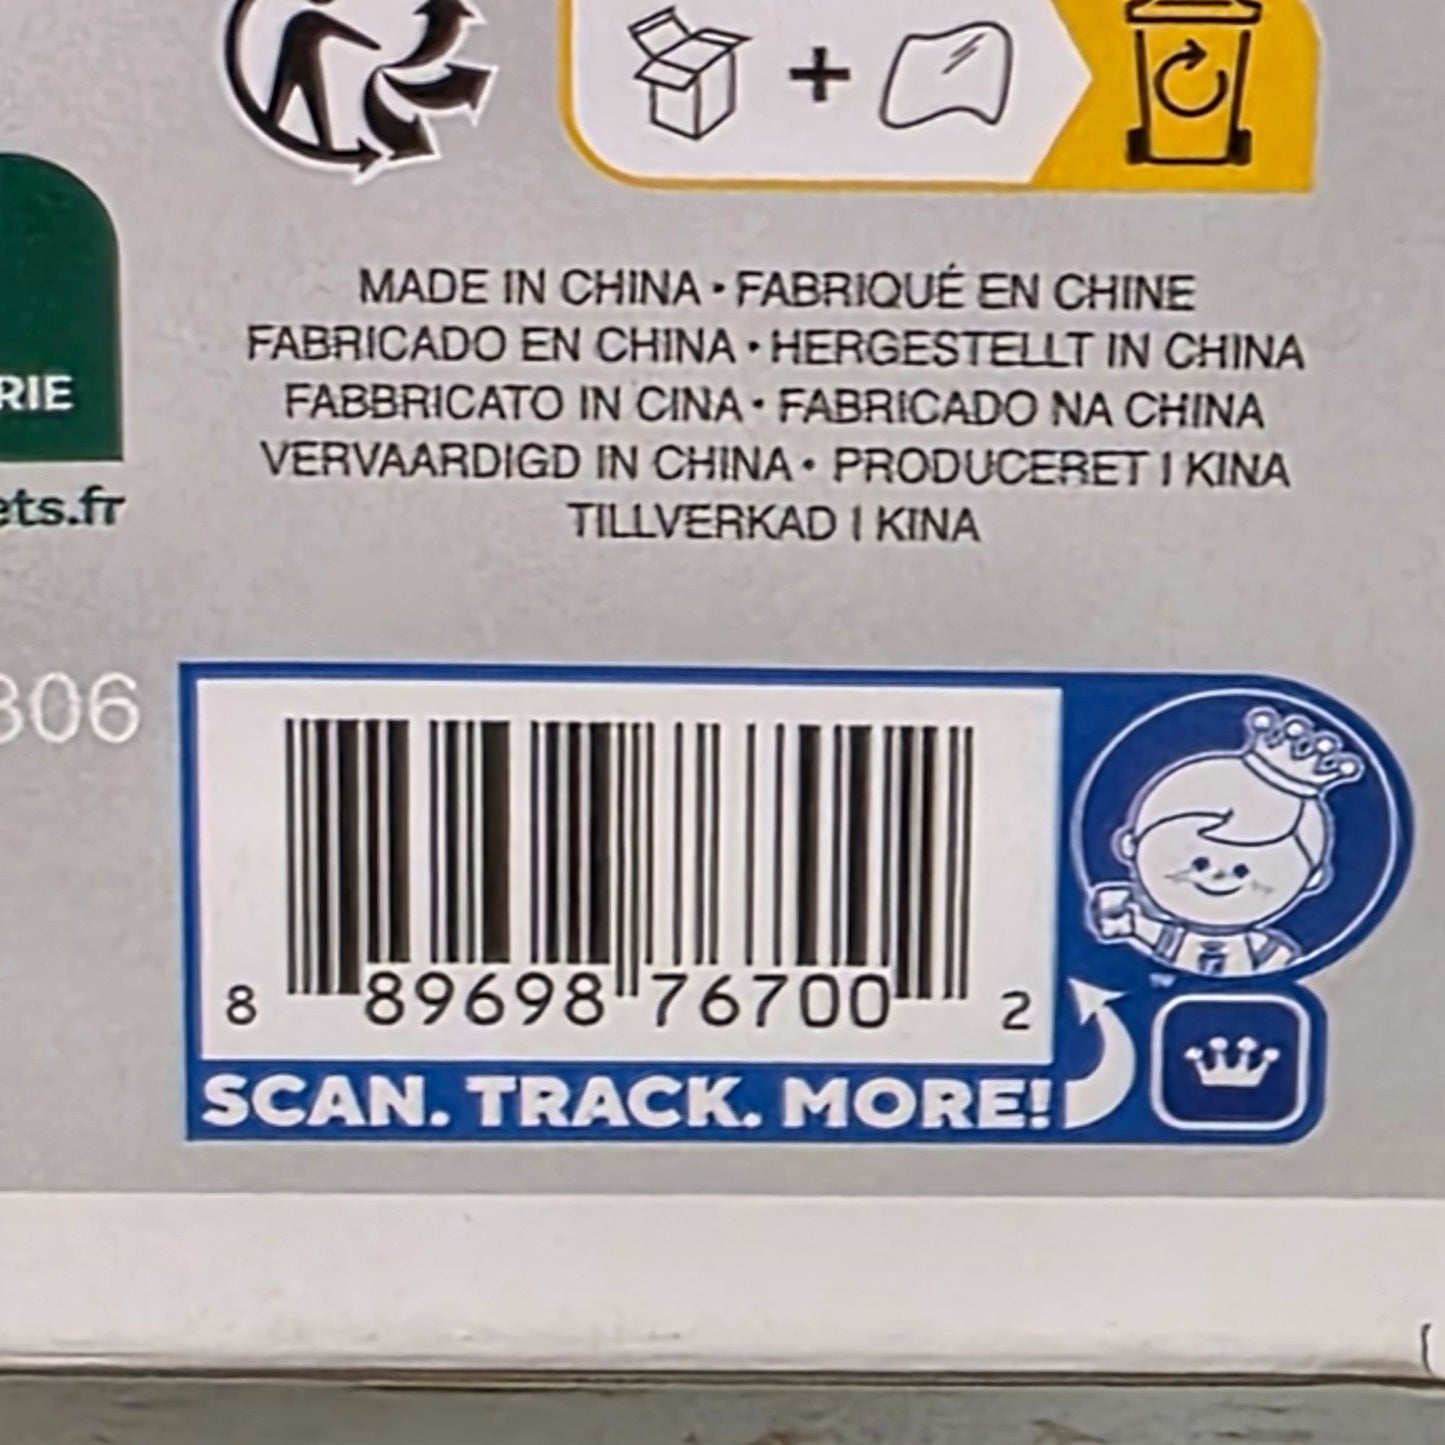 MADE IN CHINA • FABRIQUÉ EN CHINE
FABRICADO EN CHINA • HERGESTELLT IN CHINA
FABBRICATO IN CINA • FABRICADO NA CHINA
VERVAARDIGD IN CHINA • PRODUCERET I KINA
TILLVERKAD I KINA
RIE
ets.fr
306
8 89698 76700 2
SCAN. TRACK. MORE!